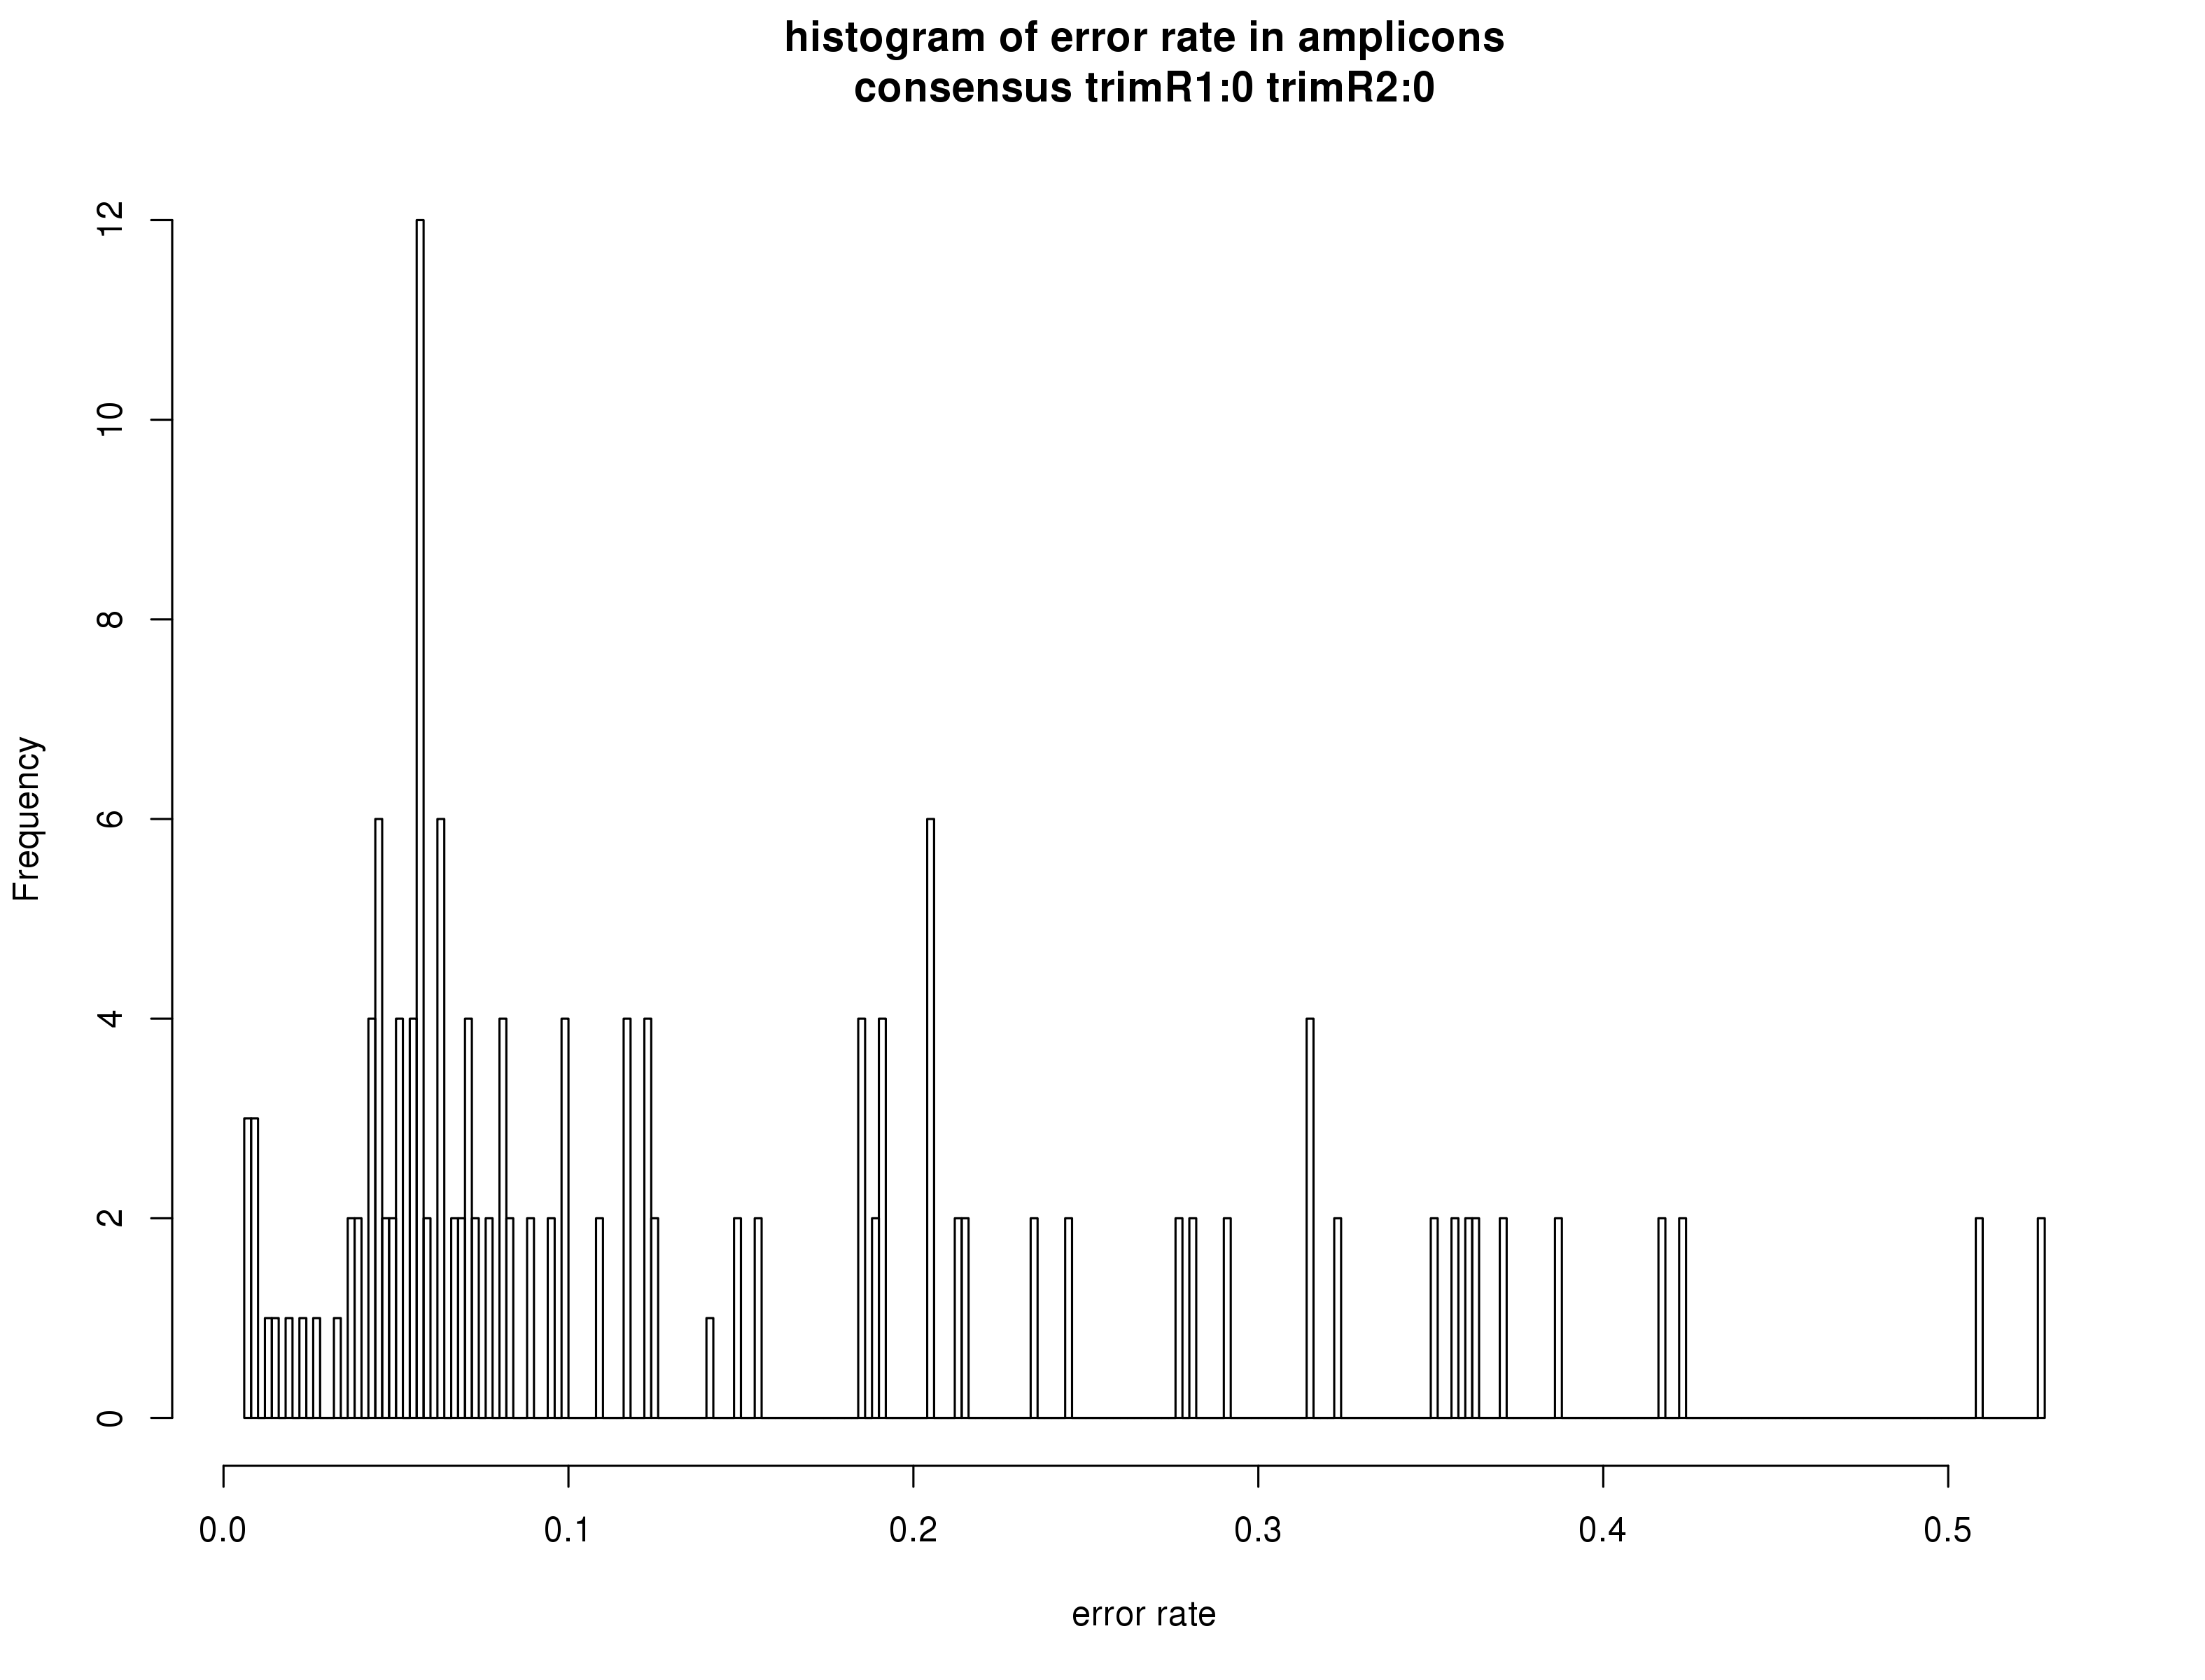 histogram of error rate in amplicons
consensus trimR1:0 trimR2:0
Frequency
12
10
8
6
4
2
0
0.0 0.1 0.2 0.3 0.4 0.5
error rate